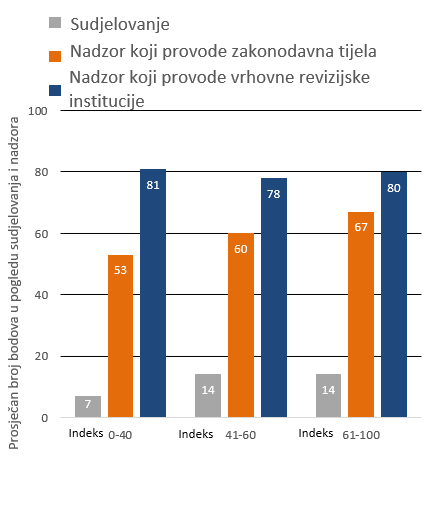 Sudjelovanje
Nadzor koji provode zakonodavna tijela
Nadzor koji provode vrhovne revizijske
institucije
Prosječan broj bodova u pogledu sudjelovanja i nadzora
100
80
60
40
20
0
7
53
81
14
60
78
14
67
80
Indeks 0-40
Indeks 41-60
Indeks 61-100